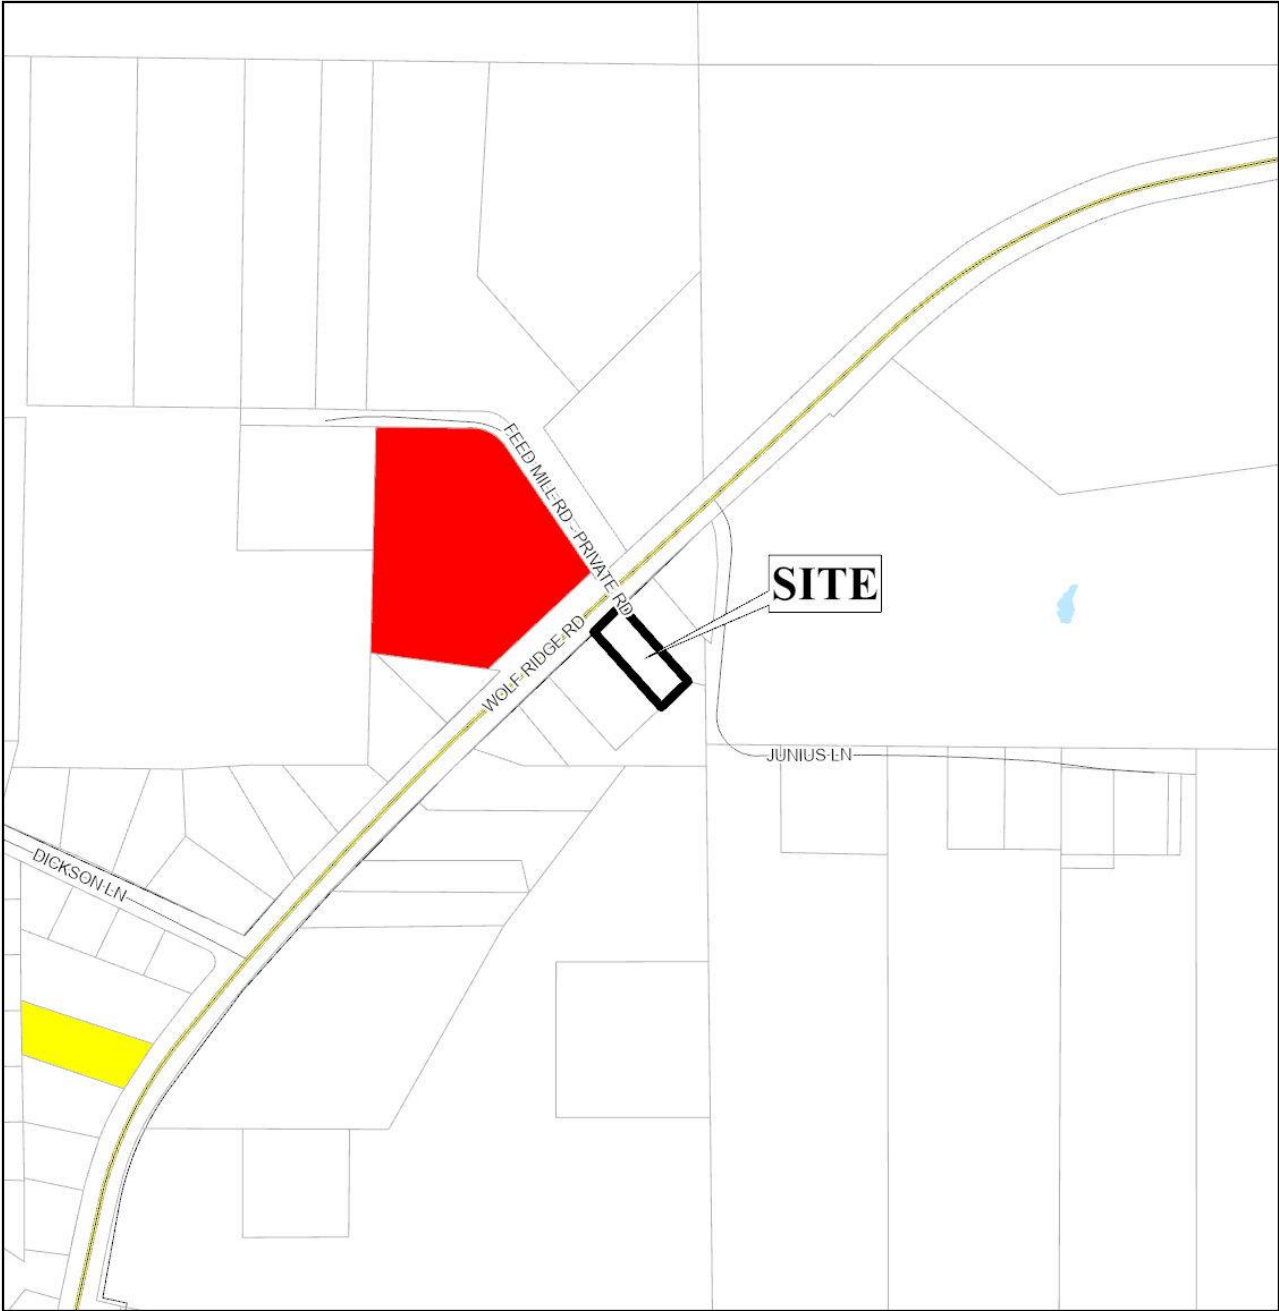 FEED MILL RD - PRIVATE RD
SITE
WOLF RIDGE RD
JUNIUS LN
DICKSON LN